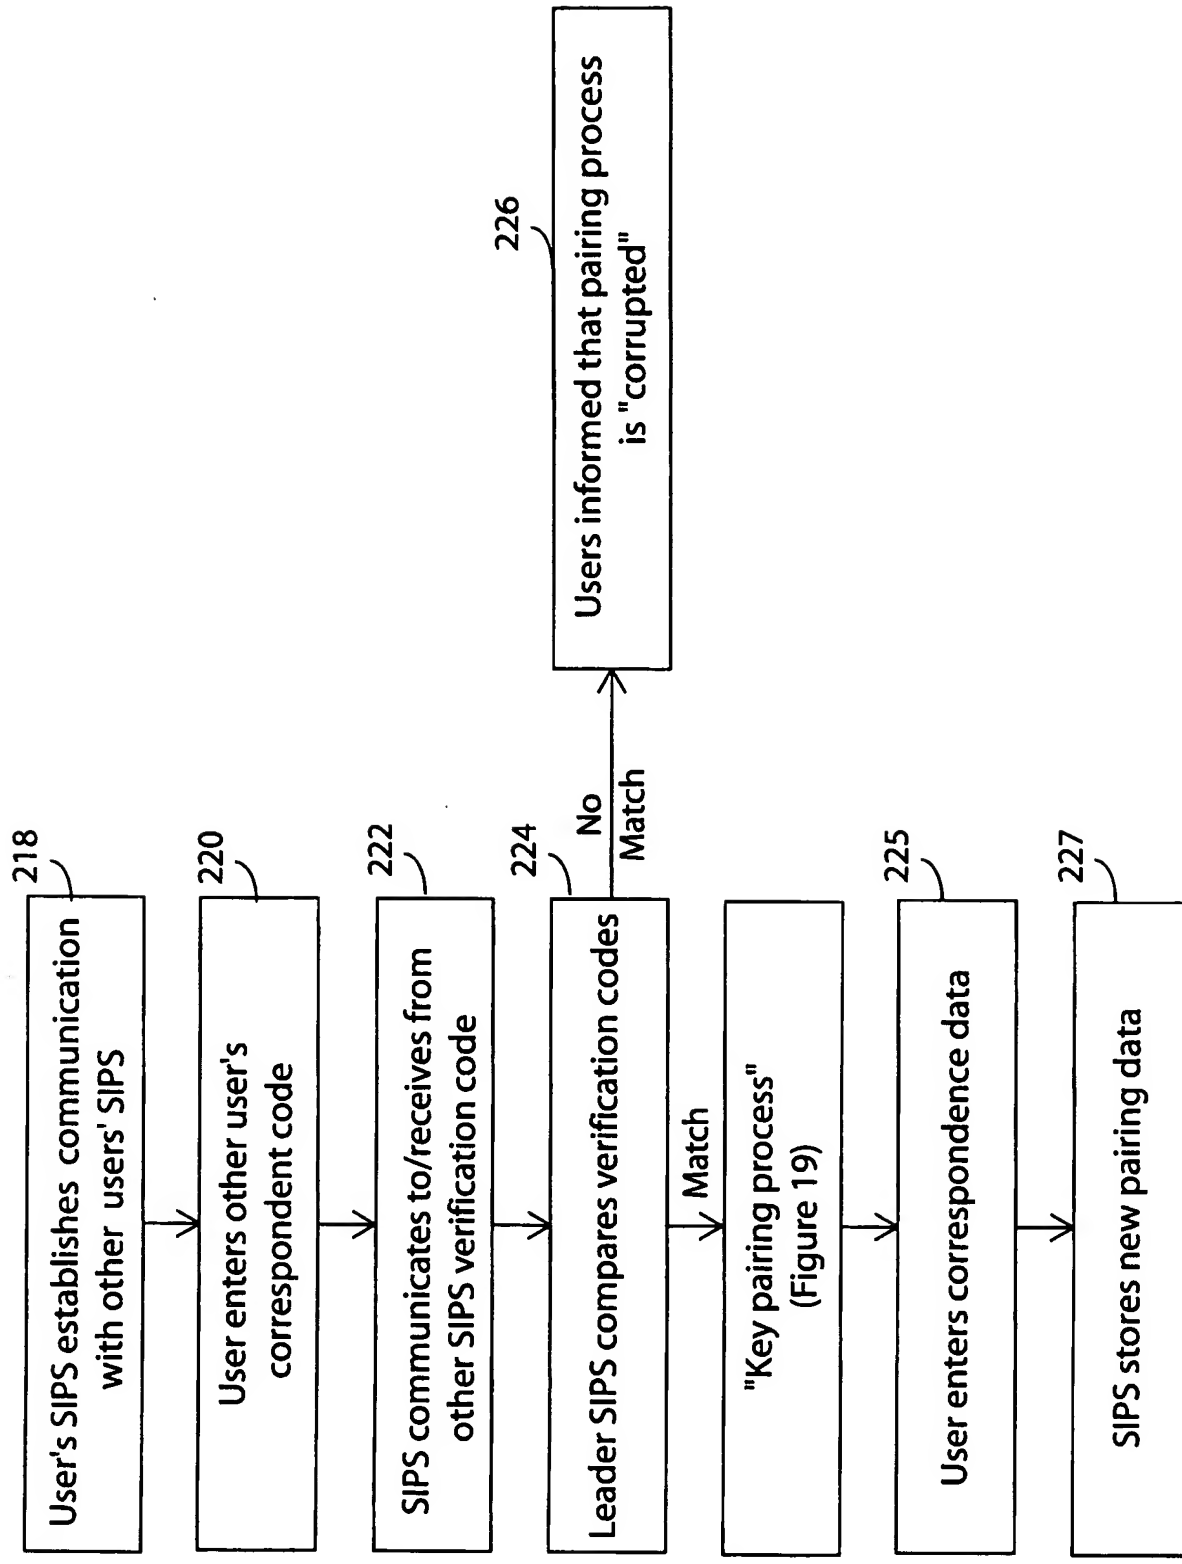 218
User's SIPS establishes communication
with other users' SIPS
220
User enters other user's
correspondent code
222
SIPS communicates to/receives from
other SIPS verification code
224
Leader SIPS compares verification codes
No
Match
226
Users informed that pairing process
is "corrupted"
Match
"Key pairing process"
(Figure 19)
225
User enters correspondence data
227
SIPS stores new pairing data